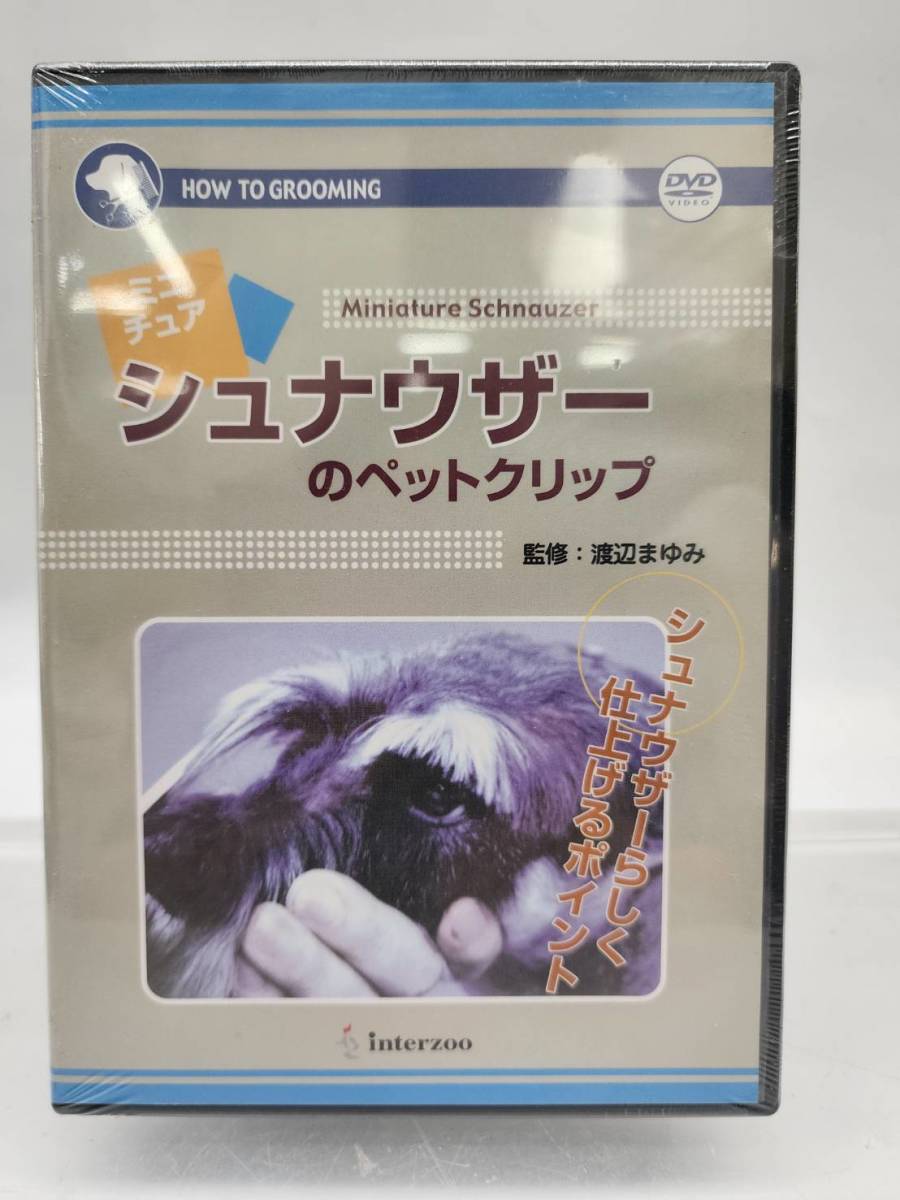 HOW TO GROOMING
DVD
VIDEO
ミニ
チュア
Miniature Schnauzer
シュナウザー
のペットクリップ
監修：渡辺まゆみ
シュナウザーらしく
仕上げるポイント
interzoo